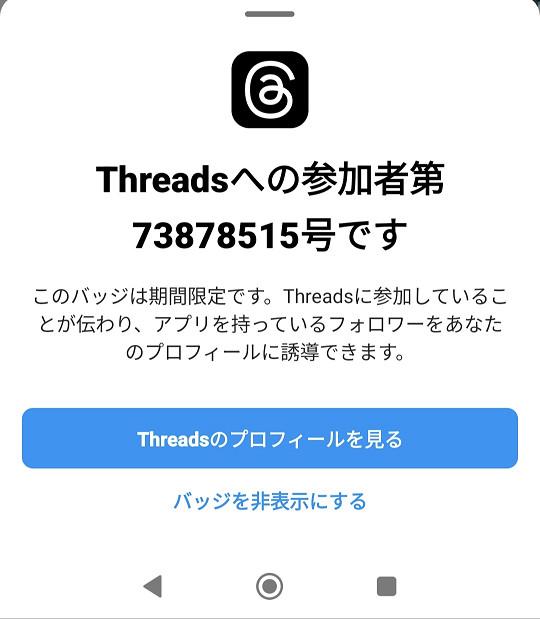 Threadsへの参加者第
73878515号です
このバッジは期間限定です。Threadsに参加しているこ
とが伝わり、アプリを持っているフォロワーをあなた
のプロフィールに誘導できます。
Threadsのプロフィールを見る
バッジを非表示にする